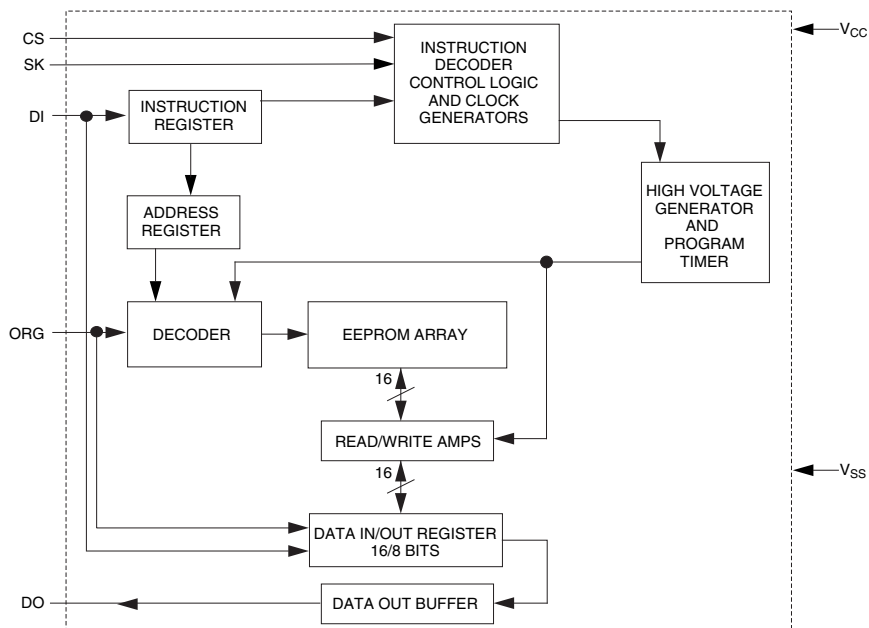 CS
SK
DI
INSTRUCTION
REGISTER
INSTRUCTION
DECODER
CONTROL LOGIC
AND CLOCK
GENERATORS
V_CC
ADDRESS
REGISTER
HIGH VOLTAGE
GENERATOR
AND
PROGRAM
TIMER
ORG
DECODER
EEPROM ARRAY
16
READ/WRITE AMPS
16
V_SS
DATA IN/OUT REGISTER
16/8 BITS
DO
DATA OUT BUFFER